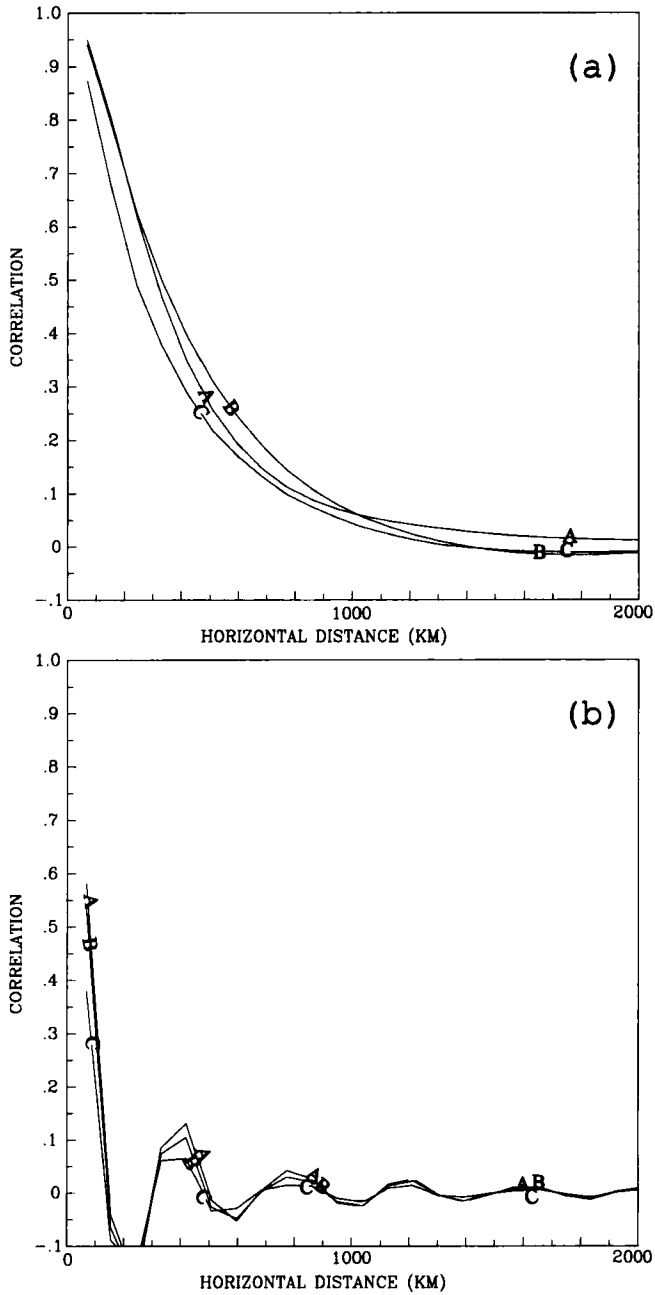 1.0
(a)
.9
.8
.7
.6
.5
CORRELATION
.4
.3
A B
C
.2
.1
A
0
B C
-.1
0 1000 2000
HORIZONTAL DISTANCE (KM)
1.0
(b)
.9
.8
.7
.6
A
.5
B
CORRELATION
.4
.3
C
.2
.1
B A
A B
A B
0
C
C
C
-.1
0 1000 2000
HORIZONTAL DISTANCE (KM)